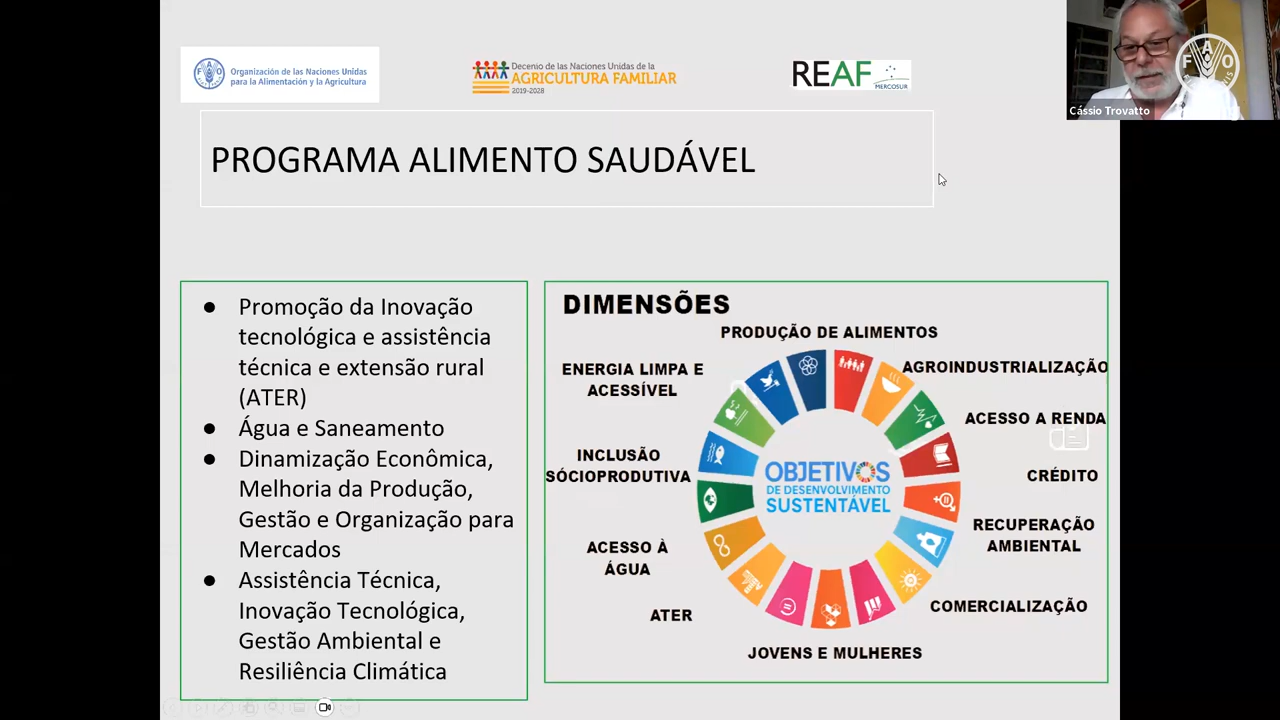 Organización de las Naciones Unidas
para la Alimentación y la Agricultura
Decenio de las Naciones Unidas de la
AGRICULTURA FAMILIAR
2019-2028
REAF
MERCOSUR
Cássio Trovatto
PROGRAMA ALIMENTO SAUDÁVEL
● Promoção da Inovação
tecnológica e assistência
técnica e extensão rural
(ATER)
● Água e Saneamento
● Dinamização Econômica,
Melhoria da Produção,
Gestão e Organização para
Mercados
● Assistência Técnica,
Inovação Tecnológica,
Gestão Ambiental e
Resiliência Climática
DIMENSÕES
PRODUÇÃO DE ALIMENTOS
AGROINDUSTRIALIZAÇÃO
ACESSO A RENDA
CRÉDITO
RECUPERAÇÃO
AMBIENTAL
COMERCIALIZAÇÃO
JOVENS E MULHERES
ATER
ACESSO À
ÁGUA
INCLUSÃO
SÓCIOPRODUTIVA
ENERGIA LIMPA E
ACESSÍVEL
OBJETIVOS
DE DESENVOLVIMENTO
SUSTENTÁVEL